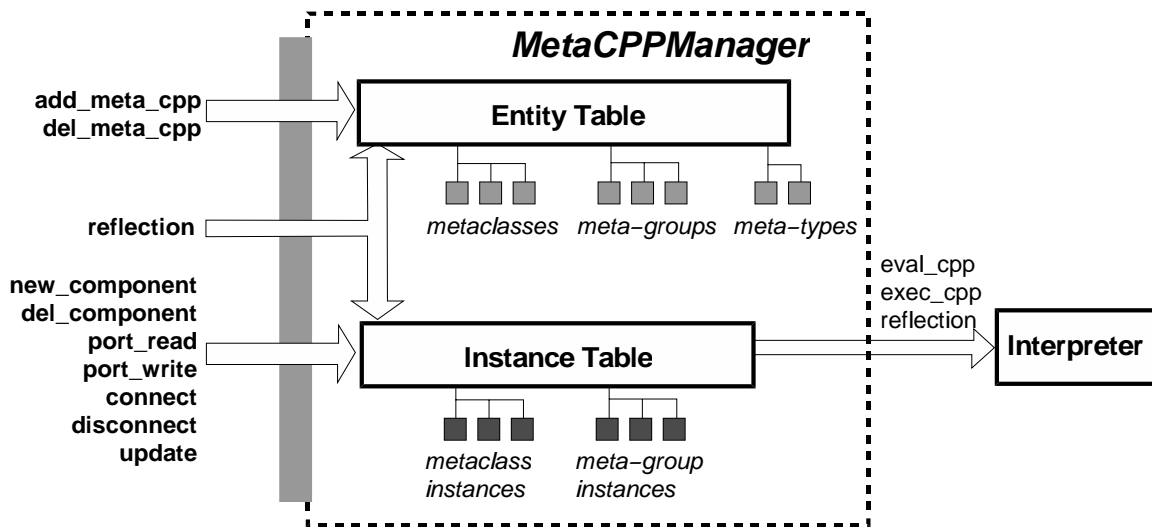 MetaCPPManager
add_meta_cpp
del_meta_cpp
Entity Table
metaclasses
meta−groups
meta−types
reflection
new_component
del_component
port_read
port_write
connect
disconnect
update
Instance Table
metaclass
instances
meta−group
instances
eval_cpp
exec_cpp
reflection
Interpreter